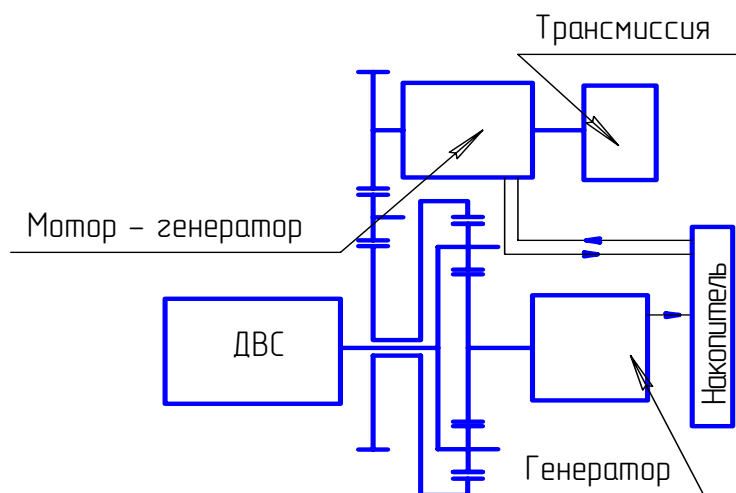 Трансмиссия
Мотор – генератор
ДВС
Накопитель
Генератор